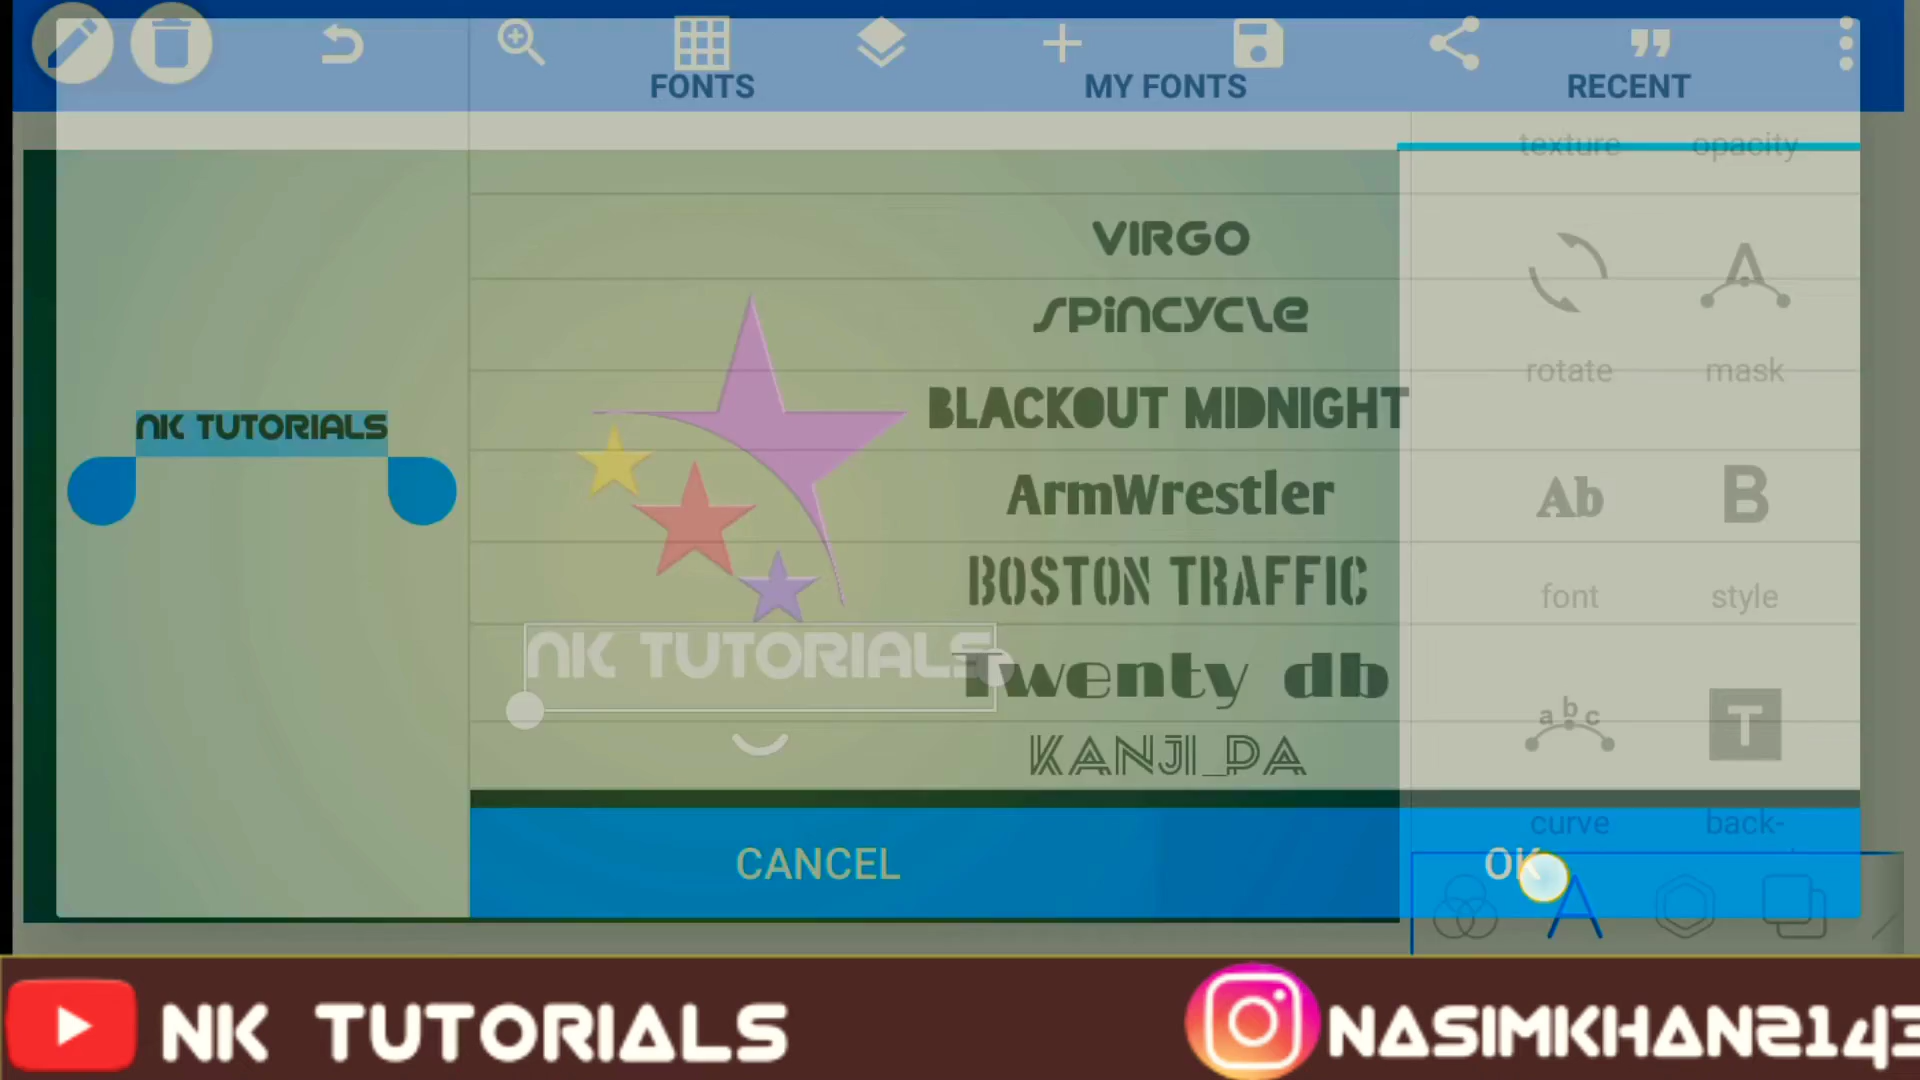 FONTS MY FONTS RECENT
texture opacity
VIRGO
SPINCYCLE
rotate mask
BLACKOUT MIDNIGHT
NK TUTORIALS
ArmWrestler
Ab B
BOSTON TRAFFIC
font style
NK TUTORIALS
Twenty db
a b c T
KANJI_PA
curve back-
CANCEL OK
NK TUTORIALS NASIMKHAN2143